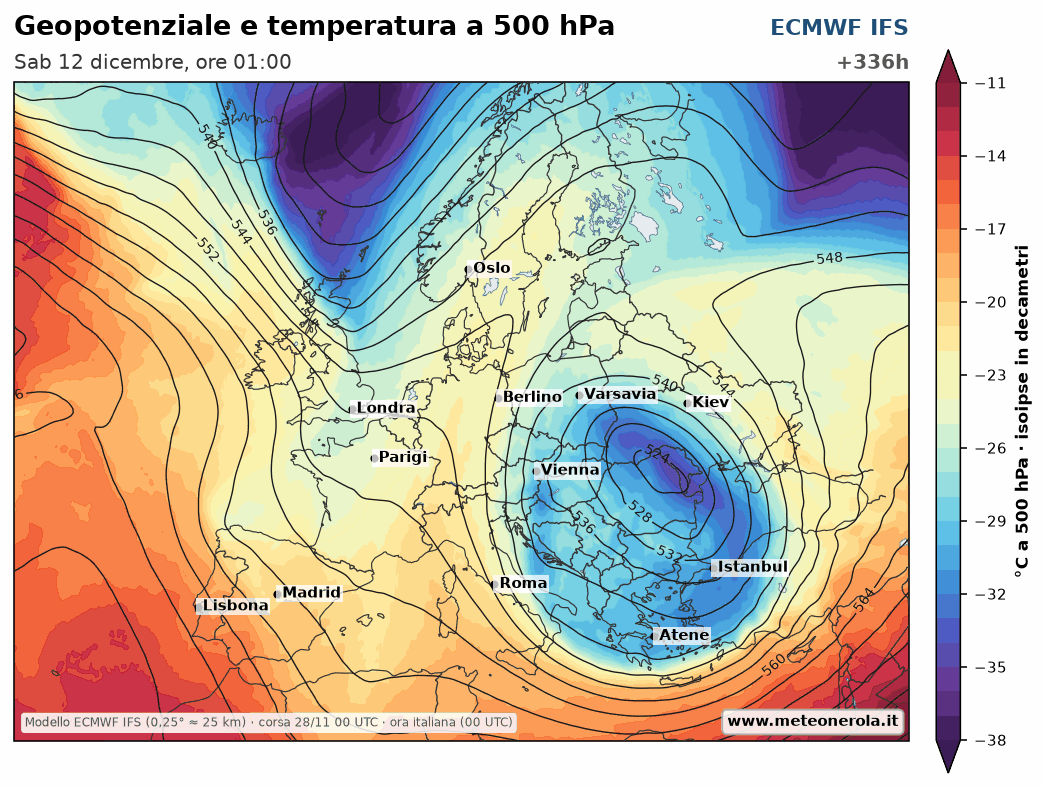 Geopotenziale e temperatura a 500 hPa
ECMWF IFS
Sab 12 dicembre, ore 01:00
+336h
540
536
544
552
548
Oslo
6
Berlino
Varsavia
540
544
Kiev
Londra
Parigi
524
Vienna
528
536
532
Istanbul
Roma
Madrid
Lisbona
564
Atene
560
Modello ECMWF IFS (0,25° ≈ 25 km) · corsa 28/11 00 UTC · ora italiana (00 UTC)
www.meteonerola.it
−11
−14
−17
−20
−23
−26
−29
−32
−35
−38
°C a 500 hPa · isoipse in decametri